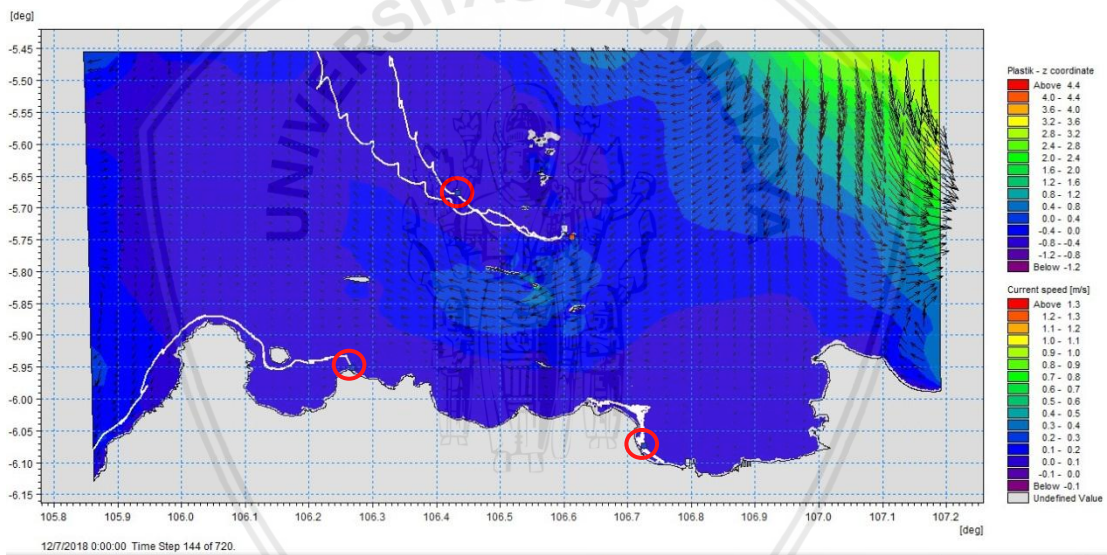 [deg]
-5.45
-5.50
-5.55
-5.60
-5.65
-5.70
-5.75
-5.80
-5.85
-5.90
-5.95
-6.00
-6.05
-6.10
-6.15
105.8 105.9 106.0 106.1 106.2 106.3 106.4 106.5 106.6 106.7 106.8 106.9 107.0 107.1 107.2
[deg]
12/7/2018 0:00:00 Time Step 144 of 720.
Plastik - z coordinate
Above 4.4
4.0 - 4.4
3.6 - 4.0
3.2 - 3.6
2.8 - 3.2
2.4 - 2.8
2.0 - 2.4
1.6 - 2.0
1.2 - 1.6
0.8 - 1.2
0.4 - 0.8
0.0 - 0.4
-0.4 - 0.0
-0.8 - -0.4
-1.2 - -0.8
Below -1.2
Current speed [m/s]
Above 1.3
1.2 - 1.3
1.1 - 1.2
1.0 - 1.1
0.9 - 1.0
0.8 - 0.9
0.7 - 0.8
0.6 - 0.7
0.5 - 0.6
0.4 - 0.5
0.3 - 0.4
0.2 - 0.3
0.1 - 0.2
0.0 - 0.1
-0.1 - 0.0
Below -0.1
Undefined Value
UNIVERSITAS BRAWIJAYA